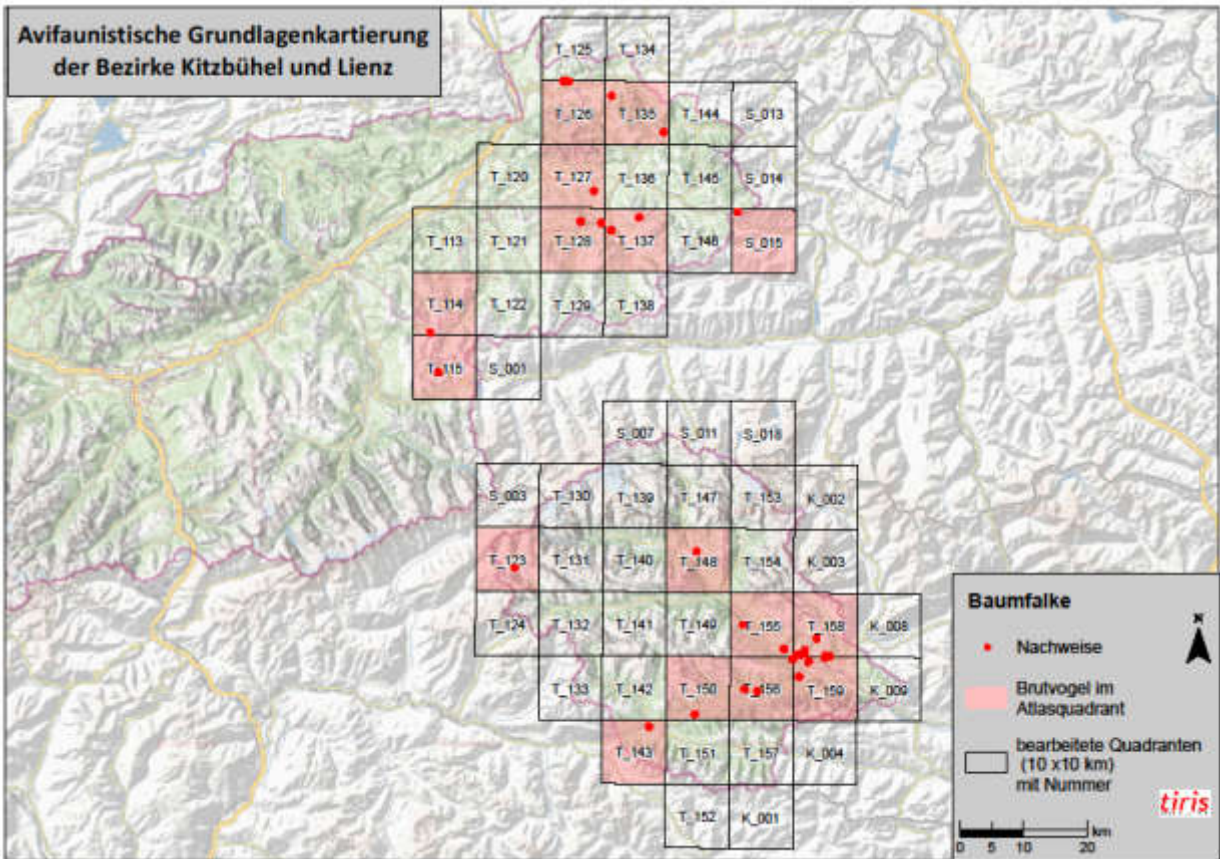 Avifaunistische Grundlagenkartierung
der Bezirke Kitzbühel und Lienz
T_125 T_134
T_126 T_135 T_144 S_013
T_120 T_127 T_136 T_145 S_014
T_113 T_121 T_128 T_137 T_146 S_015
T_114 T_122 T_129 T_138
T_115 S_001
S_007 S_011 S_018
S_003 T_130 T_139 T_147 T_153 K_002
T_123 T_131 T_140 T_148 T_154 K_003
T_124 T_132 T_141 T_149 T_155 T_158 K_008
T_133 T_142 T_150 T_156 T_159 K_009
T_143 T_151 T_157 K_004
T_152 K_001
Baumfalke
N
Nachweise
Brutvogel im
Atlasquadrant
bearbeitete Quadranten
(10 x10 km)
mit Nummer
tiris
km
0 5 10 20